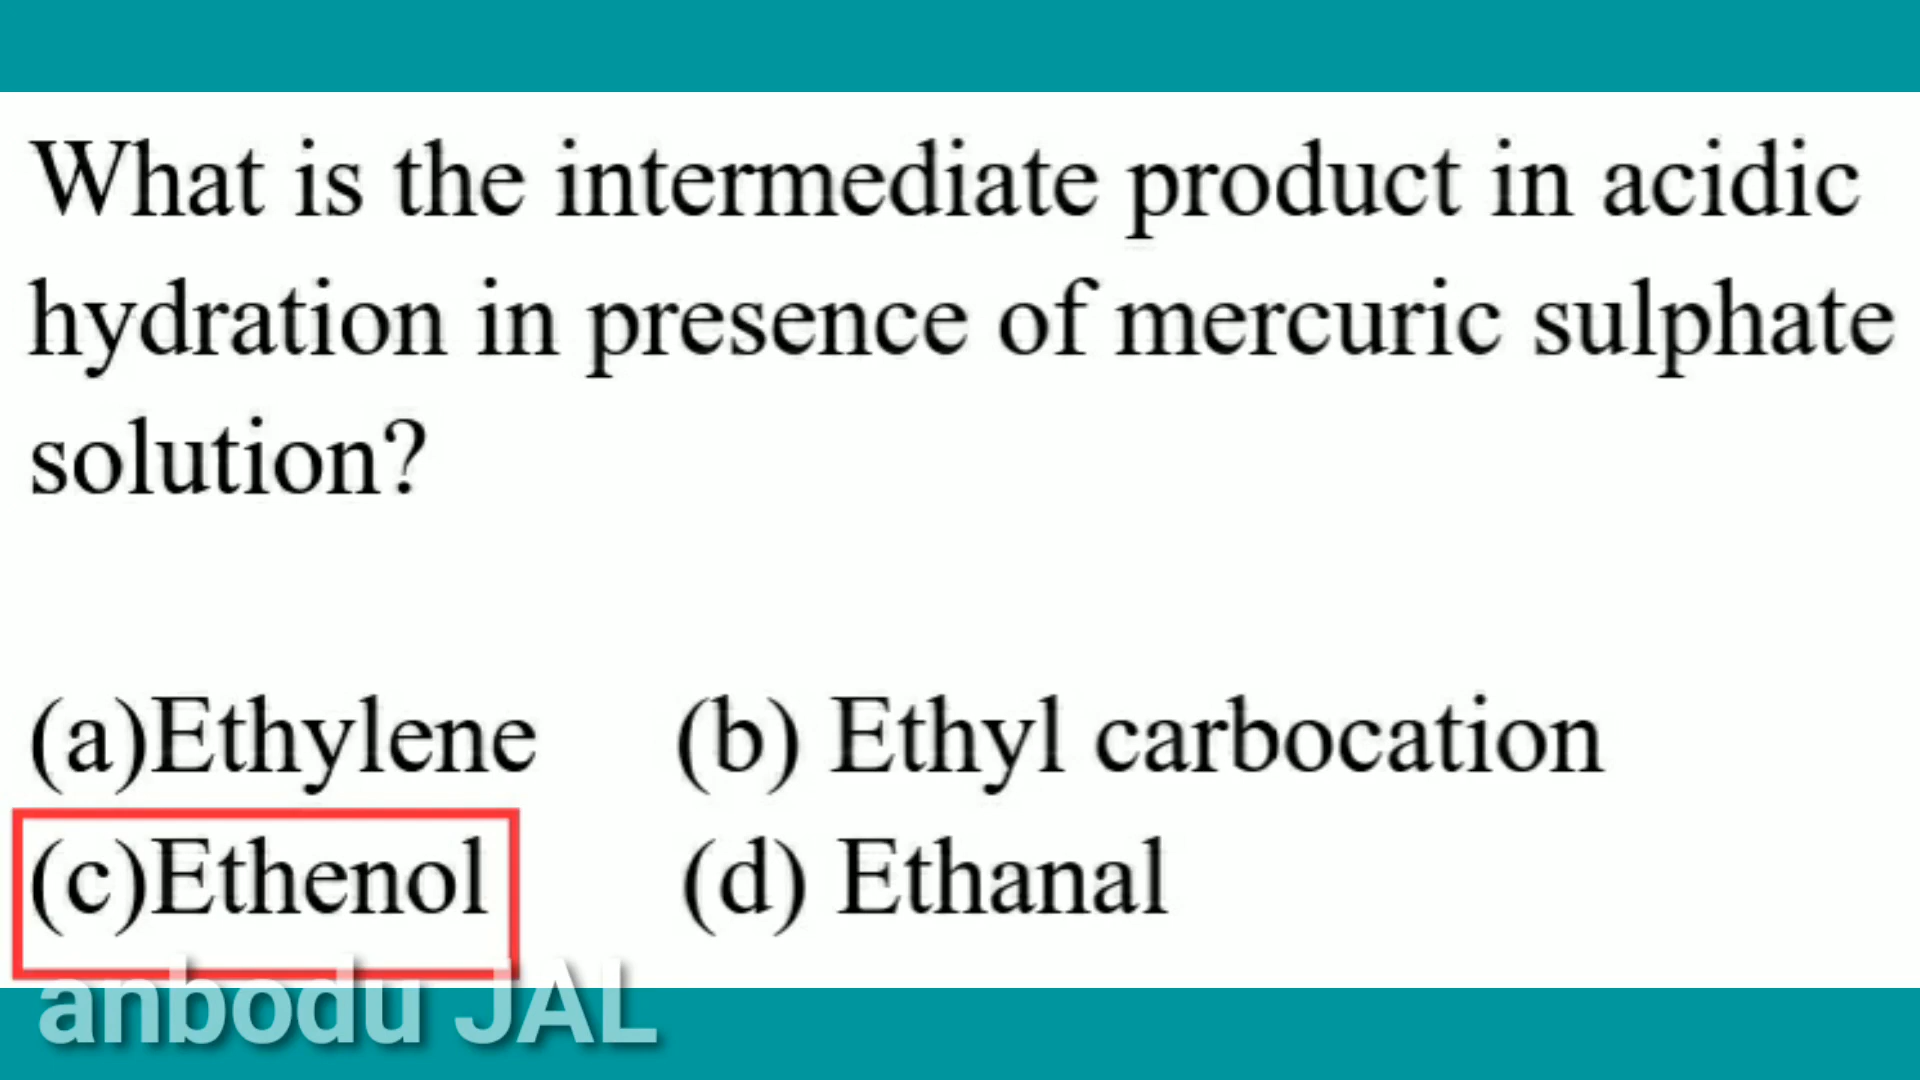 What is the intermediate product in acidic
hydration in presence of mercuric sulphate
solution?
(a)Ethylene (b) Ethyl carbocation
(c)Ethenol (d) Ethanal
anbodu JAL